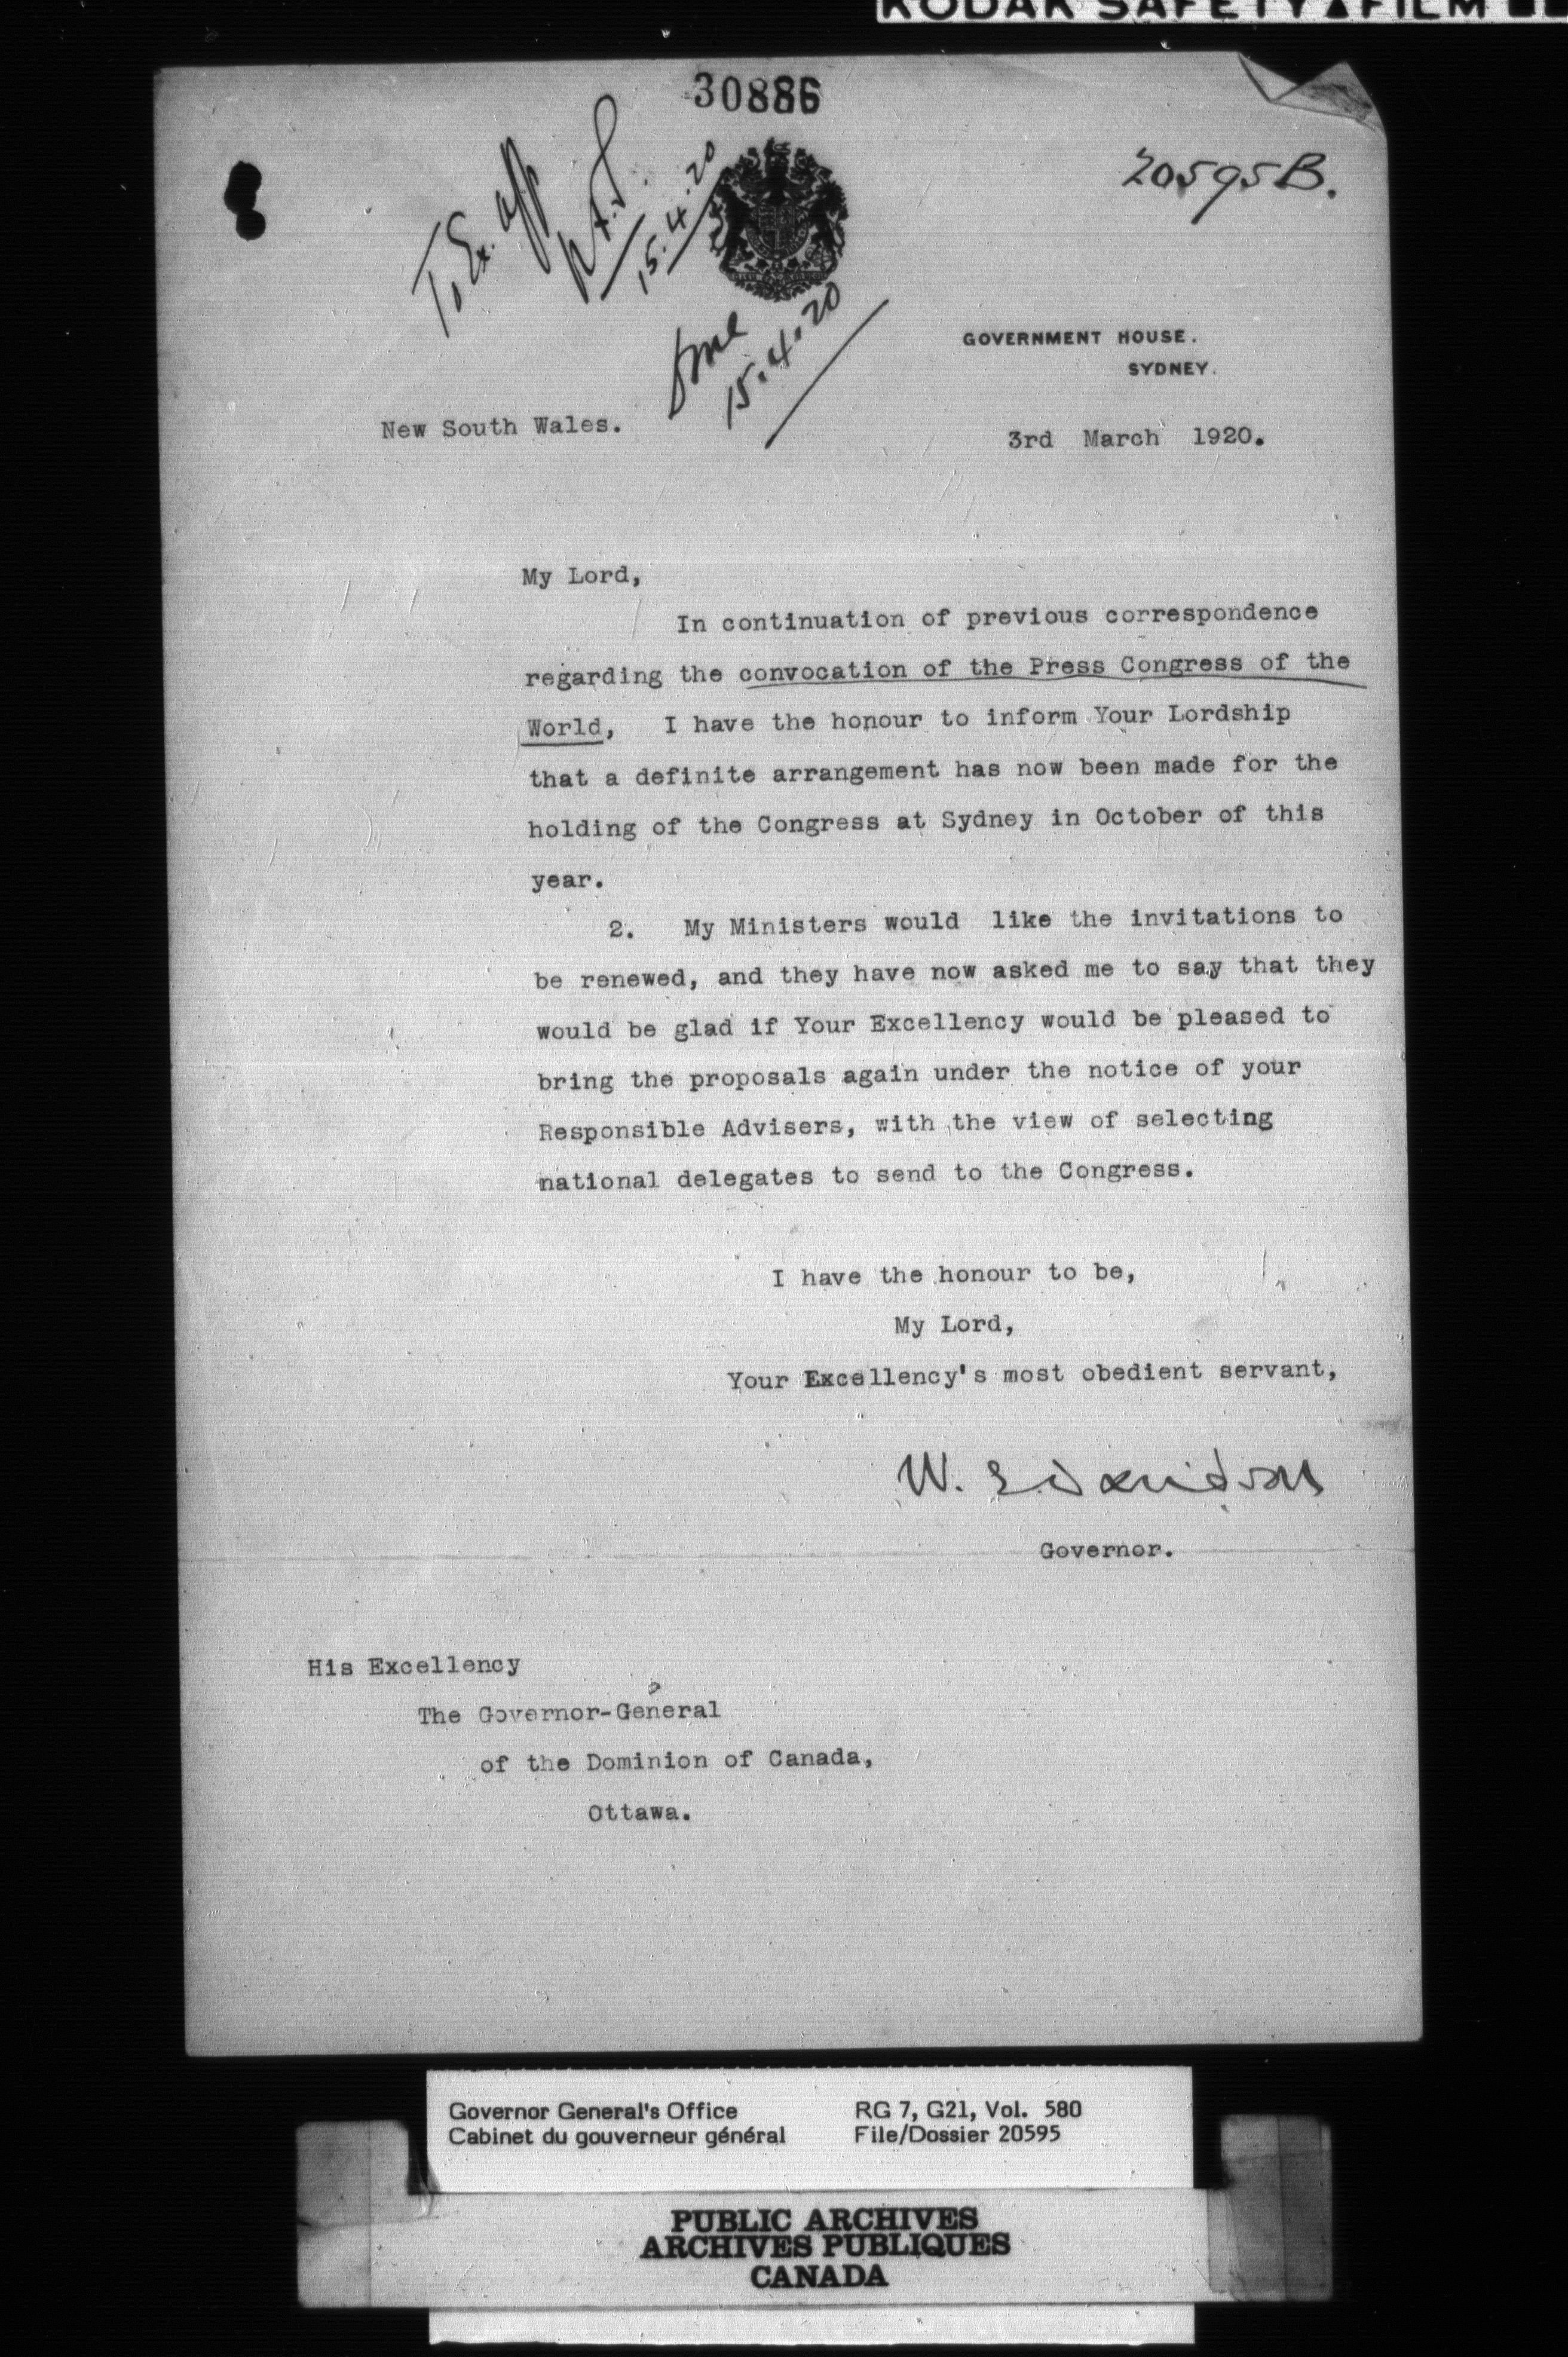 KODAK SAFETY FILM
30886
20595B.
To Ex. aff
15.4.20
15.4.20
GOVERNMENT HOUSE.
SYDNEY.
New South Wales.
3rd March 1920.
My Lord,
In continuation of previous correspondence
regarding the convocation of the Press Congress of the
World, I have the honour to inform Your Lordship
that a definite arrangement has now been made for the
holding of the Congress at Sydney in October of this
year.
2. My Ministers would like the invitations to
be renewed, and they have now asked me to say that they
would be glad if Your Excellency would be pleased to
bring the proposals again under the notice of your
Responsible Advisers, with the view of selecting
national delegates to send to the Congress.
I have the honour to be,
My Lord,
Your Excellency's most obedient servant,
W. E. Davidson
Governor.
His Excellency
The Governor-General
of the Dominion of Canada,
Ottawa.
Governor General's Office RG 7, G21, Vol. 580
Cabinet du gouverneur général File/Dossier 20595
PUBLIC ARCHIVES
ARCHIVES PUBLIQUES
CANADA